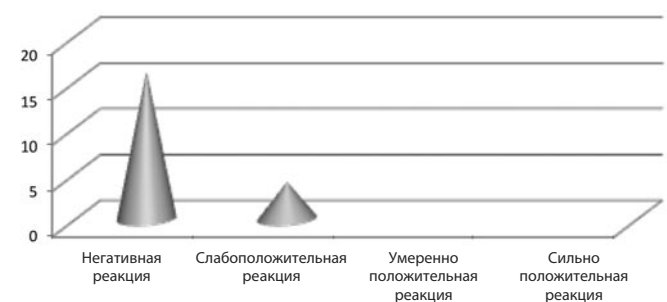 20
15
10
5
0
Негативная
реакция
Слабоположительная
реакция
Умеренно
положительная
реакция
Сильно
положительная
реакция